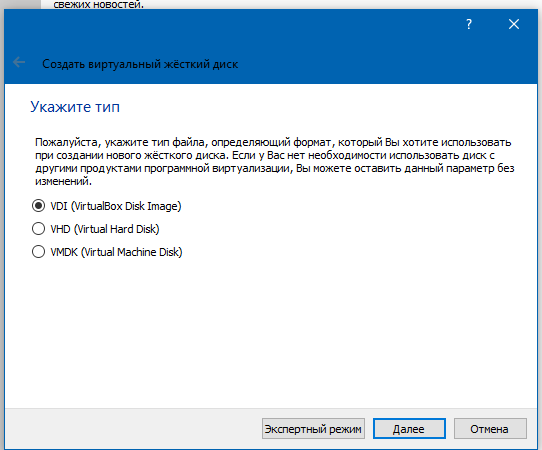 свежих новостей.
?
Создать виртуальный жёсткий диск
Укажите тип
Пожалуйста, укажите тип файла, определяющий формат, который Вы хотите использовать
при создании нового жёсткого диска. Если у Вас нет необходимости использовать диск с
другими продуктами программной виртуализации, Вы можете оставить данный параметр без
изменений.
VDI (VirtualBox Disk Image)
VHD (Virtual Hard Disk)
VMDK (Virtual Machine Disk)
Экспертный режим
Далее
Отмена